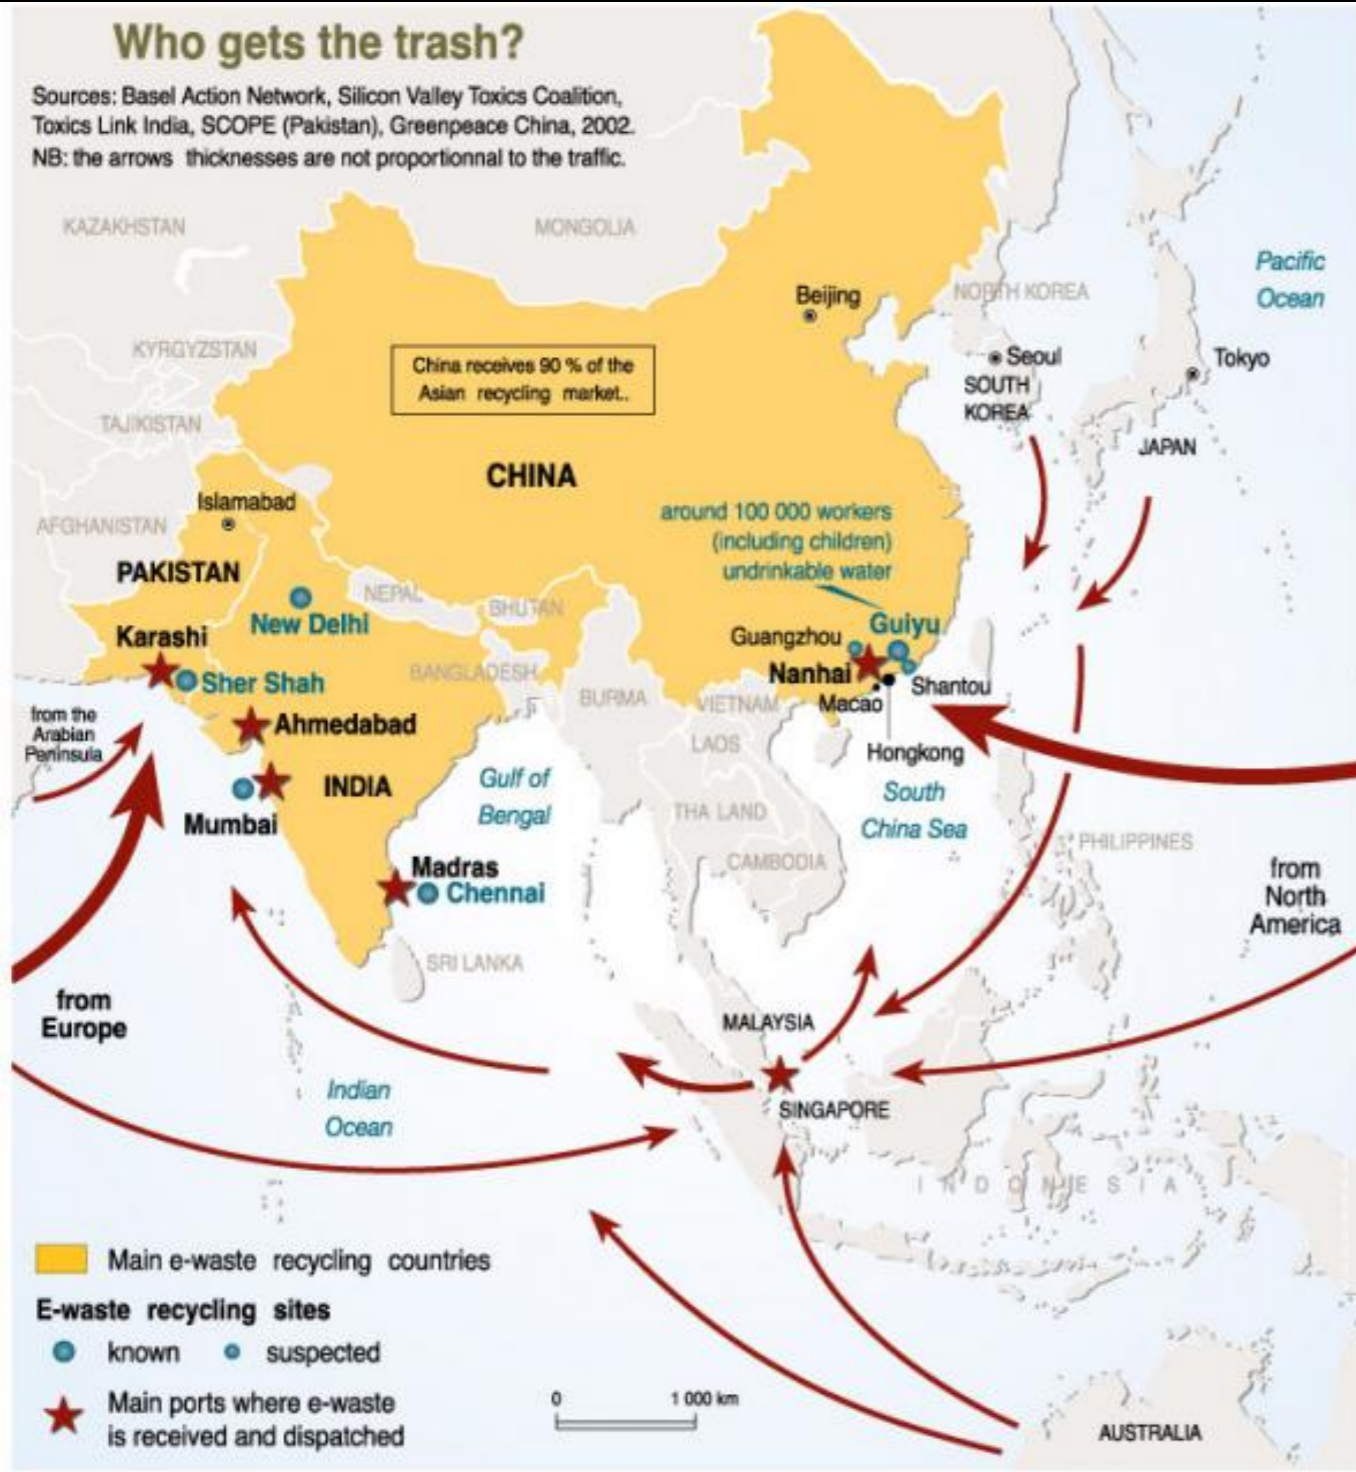 Who gets the trash?
Sources: Basel Action Network, Silicon Valley Toxics Coalition,
Toxics Link India, SCOPE (Pakistan), Greenpeace China, 2002.
NB: the arrows thicknesses are not proportionnal to the traffic.
KAZAKHSTAN
MONGOLIA
Pacific
Ocean
Beijing
NORTH KOREA
KYRGYZSTAN
Seoul
Tokyo
China receives 90 % of the
Asian recycling market..
SOUTH
KOREA
TAJIKISTAN
JAPAN
CHINA
Islamabad
AFGHANISTAN
around 100 000 workers
(including children)
undrinkable water
PAKISTAN
NEPAL
BHUTAN
New Delhi
Guiyu
Karashi
Guangzhou
BANGLADESH
Nanhai
Sher Shah
Shantou
BURMA
VIETNAM
Macao
from the
Arabian
Peninsula
Ahmedabad
LAOS
Hongkong
Gulf of
Bengal
INDIA
South
China Sea
THA LAND
Mumbai
PHILIPPINES
CAMBODIA
Madras
Chennai
from
North
America
SRI LANKA
from
Europe
MALAYSIA
Indian
Ocean
SINGAPORE
INDONESIA
Main e-waste recycling countries
E-waste recycling sites
known
suspected
Main ports where e-waste
is received and dispatched
0
1 000 km
AUSTRALIA